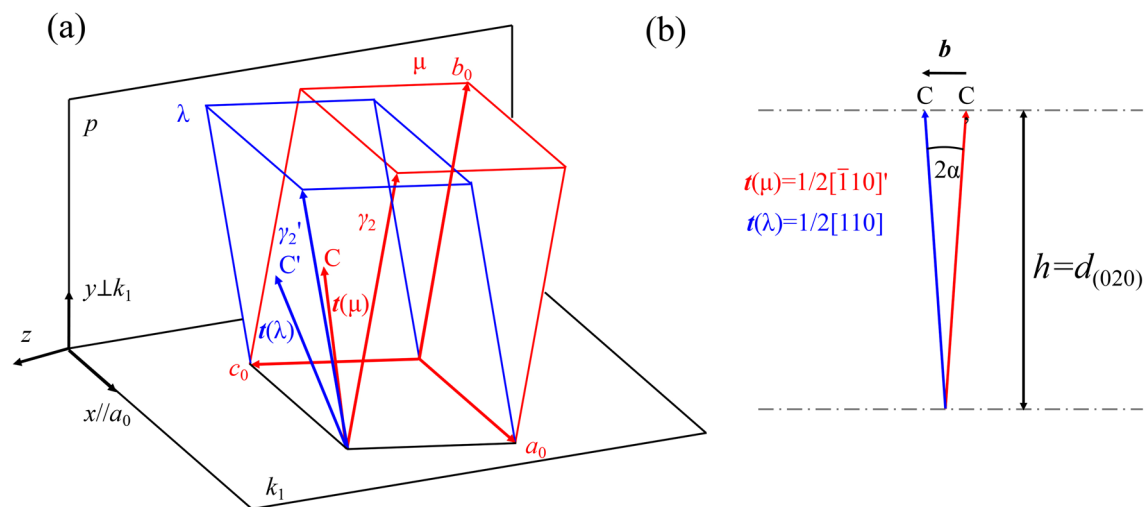 (a)
(b)
p
λ
μ
b₀
b
C C
γ₂'
γ₂
C'
C
t(μ)
t(λ)
2α
t(μ)=1/2[1̄10]'
t(λ)=1/2[110]
h=d₍₀₂₀₎
y⊥k₁
z
x//a₀
c₀
a₀
k₁